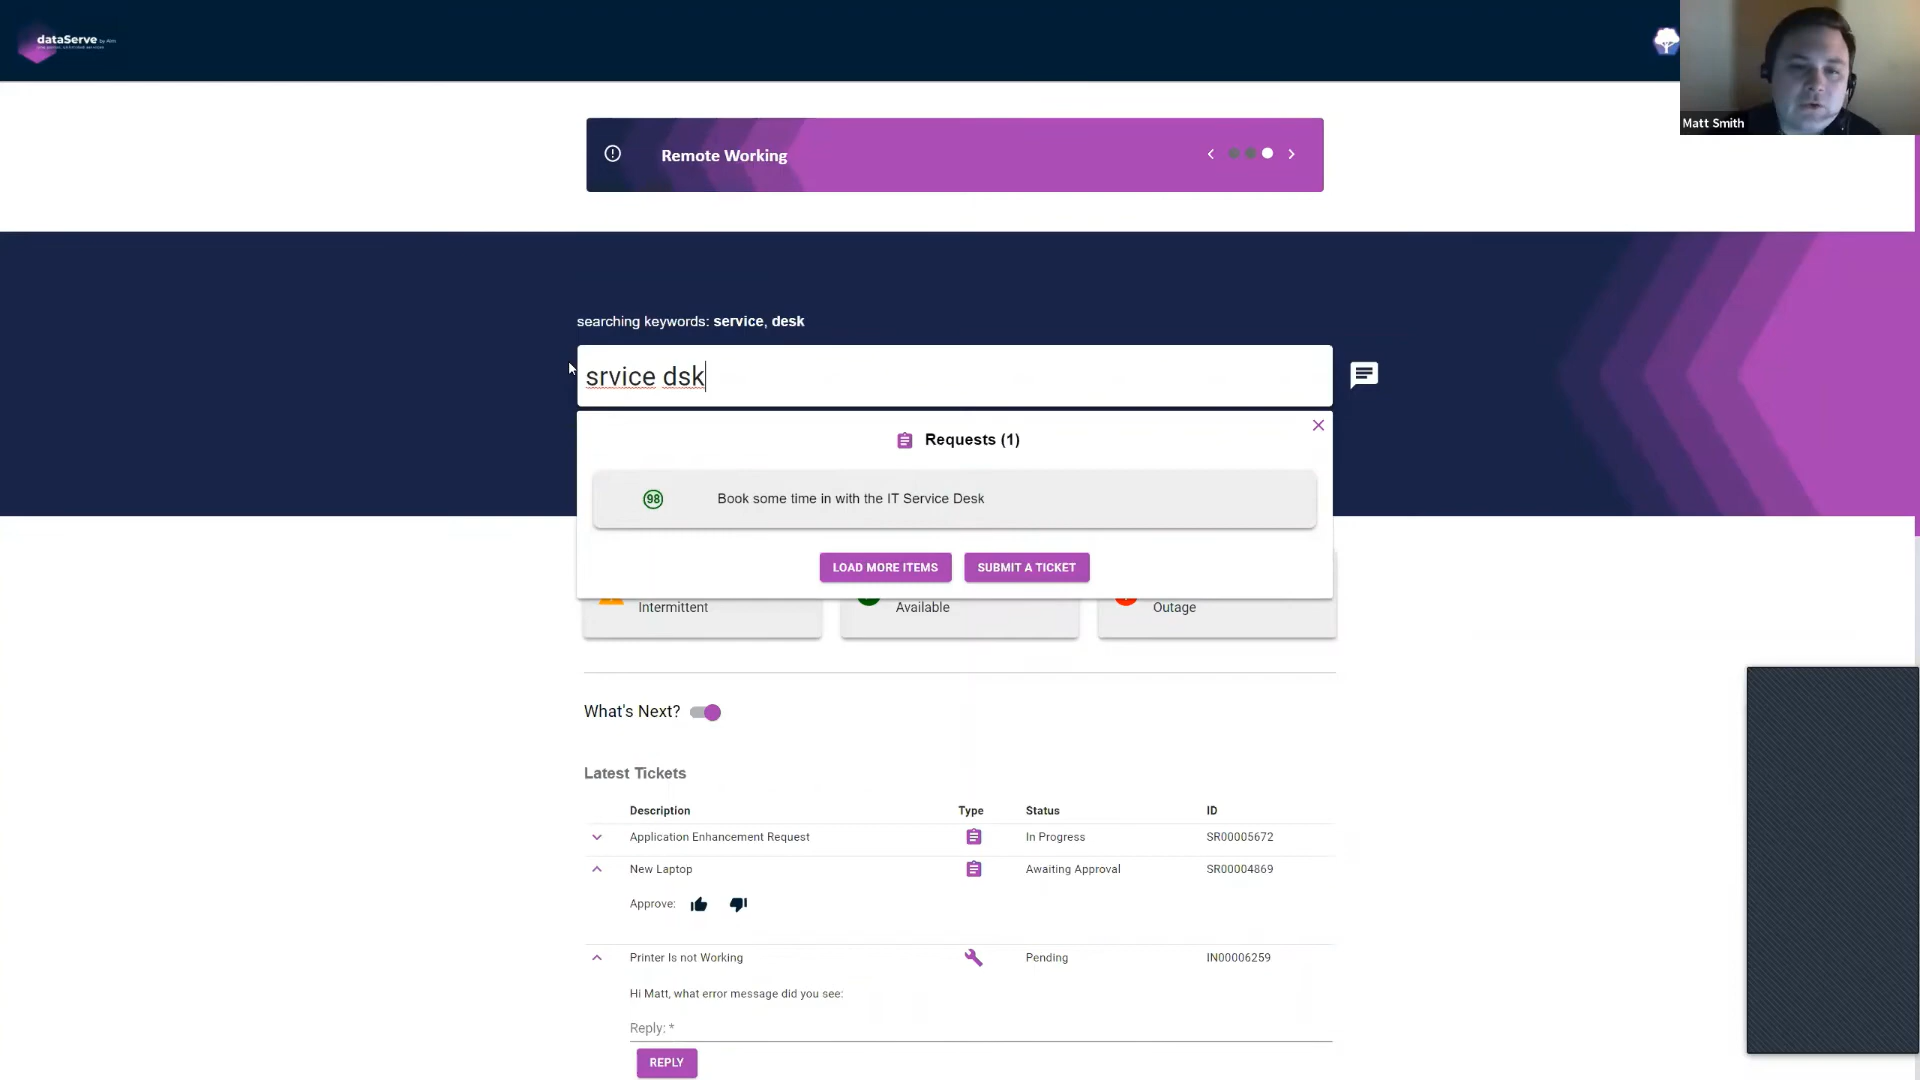 dataServe
Matt Smith
Remote Working
searching keywords: service, desk
srvice dsk
Requests (1)
98 Book some time in with the IT Service Desk
LOAD MORE ITEMS SUBMIT A TICKET
Intermittent Available Outage
What's Next?
Latest Tickets
Description Type Status ID
Application Enhancement Request In Progress SR00005672
New Laptop Awaiting Approval SR00004869
Approve:
Printer Is not Working Pending IN00006259
Hi Matt, what error message did you see:
Reply: *
REPLY